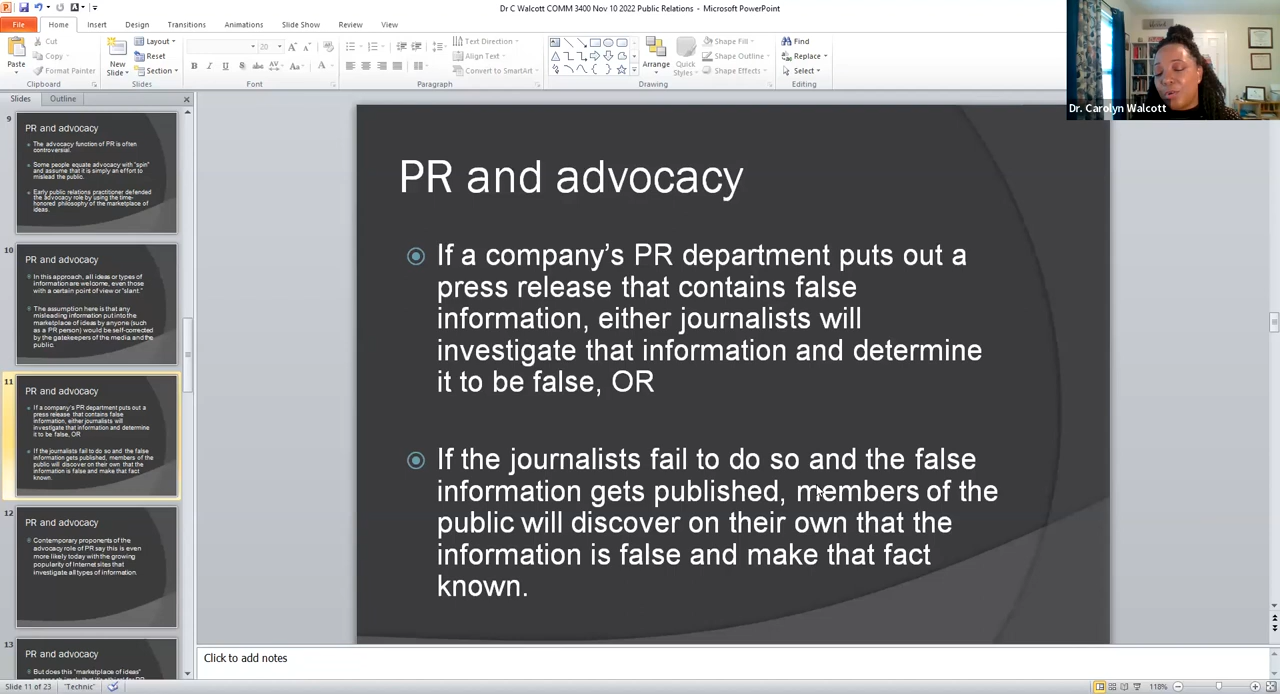 Dr C Walcott COMM 3400 Nov 10 2022 Public Relations - Microsoft PowerPoint
File Home Insert Design Transitions Animations Slide Show Review View
Paste
Cut
Copy
Format Painter
Clipboard
New
Slide
Layout
Reset
Section
Slides
20
B I U S abc AV Aa A
Font
Paragraph
Text Direction
Align Text
Convert to SmartArt
Arrange
Quick
Styles
Shape Fill
Shape Outline
Shape Effects
Drawing
Find
Replace
Select
Editing
Dr. Carolyn Walcott
Slides Outline
9
PR and advocacy
The advocacy function of PR is often
controversial.
Some people equate advocacy with "spin"
and assume that it is simply an effort to
mislead the public.
Early public relations practitioner defended
the advocacy role by using the time-
honored philosophy of the marketplace of
ideas.
10
PR and advocacy
In this approach, all ideas or types of
information are welcome, even those
with a certain point of view or "slant."
The assumption here is that any
misleading information put into the
marketplace of ideas by anyone (such
as a PR person) would be self-corrected
by the gatekeepers of the media and the
public.
11
PR and advocacy
If a company's PR department puts out a
press release that contains false
information, either journalists will
investigate that information and determine
it to be false, OR
If the journalists fail to do so and the false
information gets published, members of the
public will discover on their own that the
information is false and make that fact
known.
12
PR and advocacy
Contemporary proponents of the
advocacy role of PR say this is even
more likely today with the growing
popularity of Internet sites that
investigate all types of information.
13
PR and advocacy
But does this "marketplace of ideas"
PR and advocacy
If a company's PR department puts out a
press release that contains false
information, either journalists will
investigate that information and determine
it to be false, OR
If the journalists fail to do so and the false
information gets published, members of the
public will discover on their own that the
information is false and make that fact
known.
Click to add notes
Slide 11 of 23 "Technic" 118%